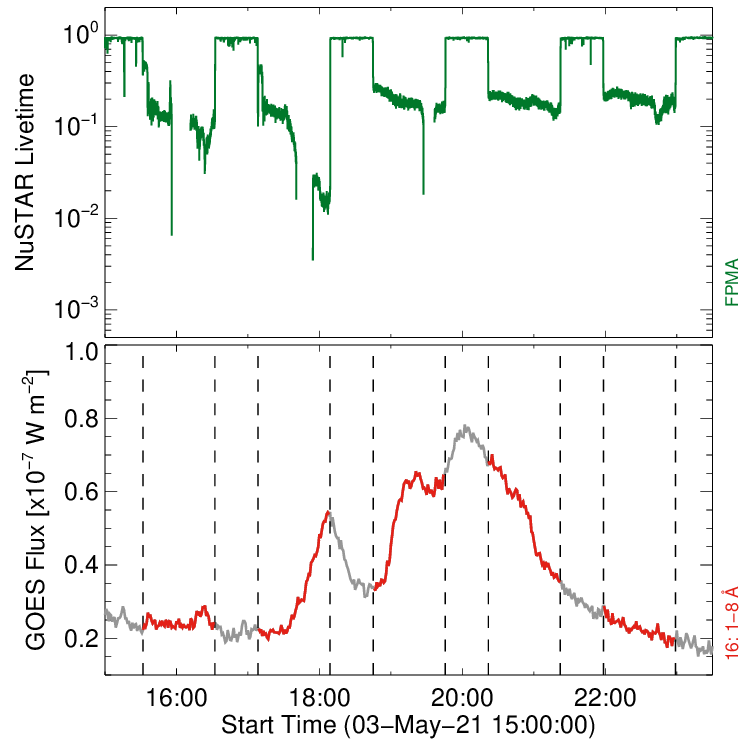 10⁰
10⁻¹
10⁻²
10⁻³
NuSTAR Livetime
FPMA
1.0
0.8
0.6
0.4
0.2
GOES Flux [x10⁻⁷ W m⁻²]
16: 1−8 Å
16:00 18:00 20:00 22:00
Start Time (03−May−21 15:00:00)